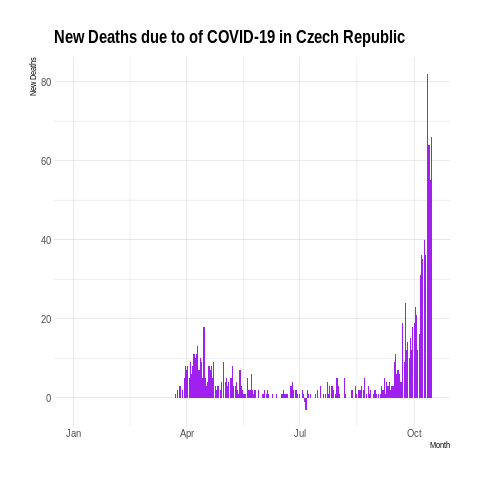 New Deaths due to of COVID-19 in Czech Republic
New Deaths
80
60
40
20
0
Jan Apr Jul Oct
Month